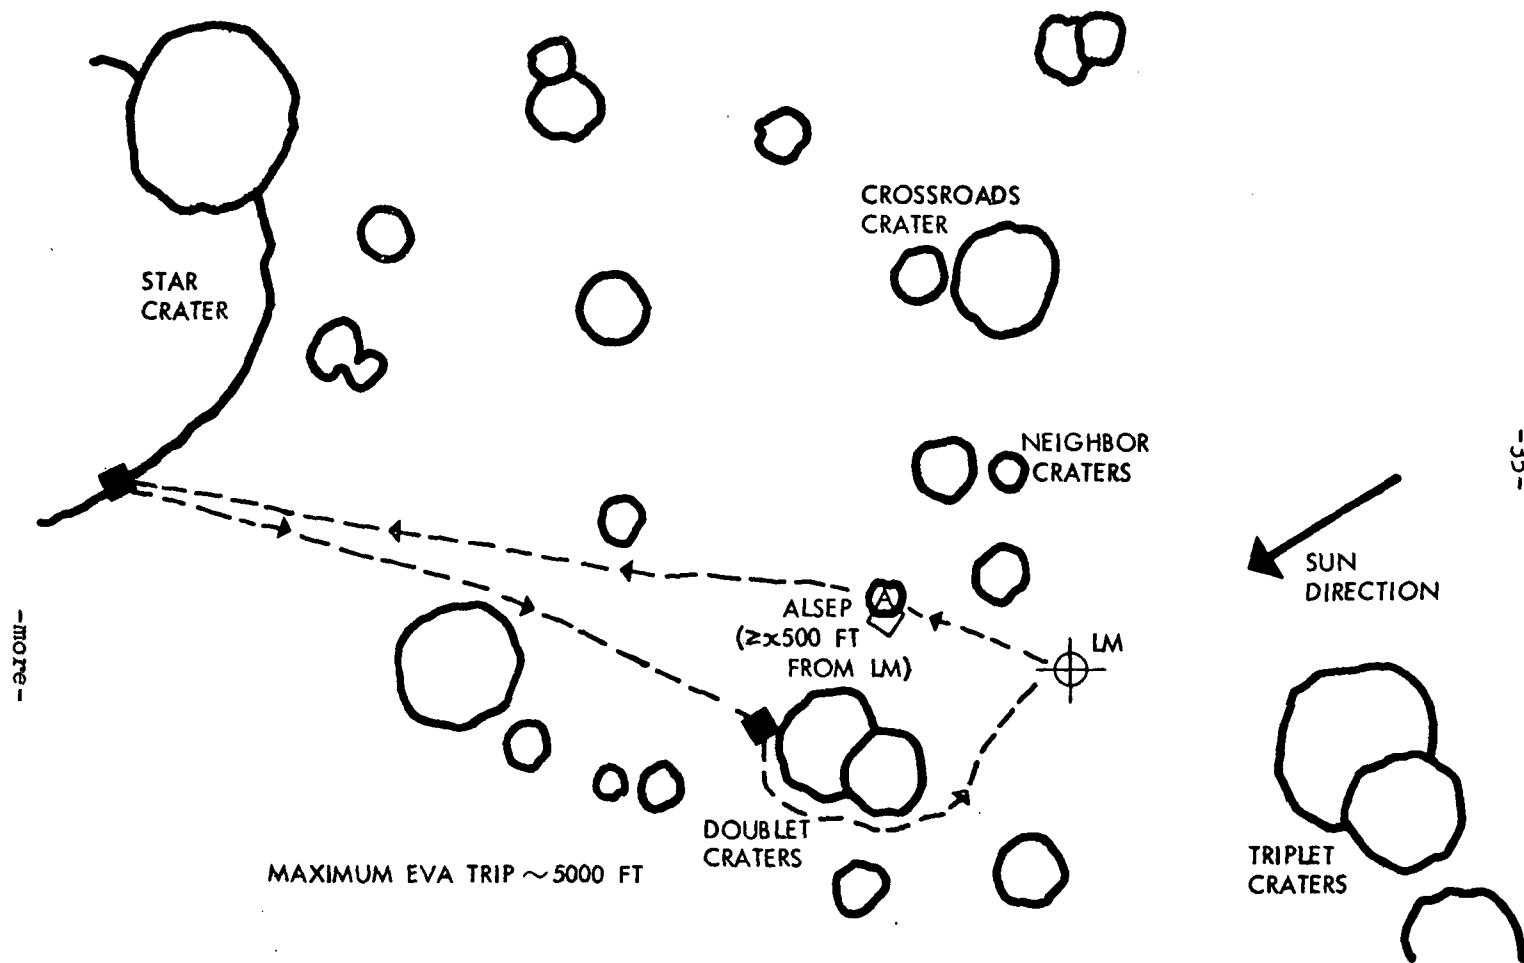 CROSSROADS
CRATER
STAR
CRATER
NEIGHBOR
CRATERS
SUN
DIRECTION
A
ALSEP
(≥x500 FT
FROM LM)
LM
DOUBLET
CRATERS
TRIPLET
CRATERS
MAXIMUM EVA TRIP ~5000 FT
-more-